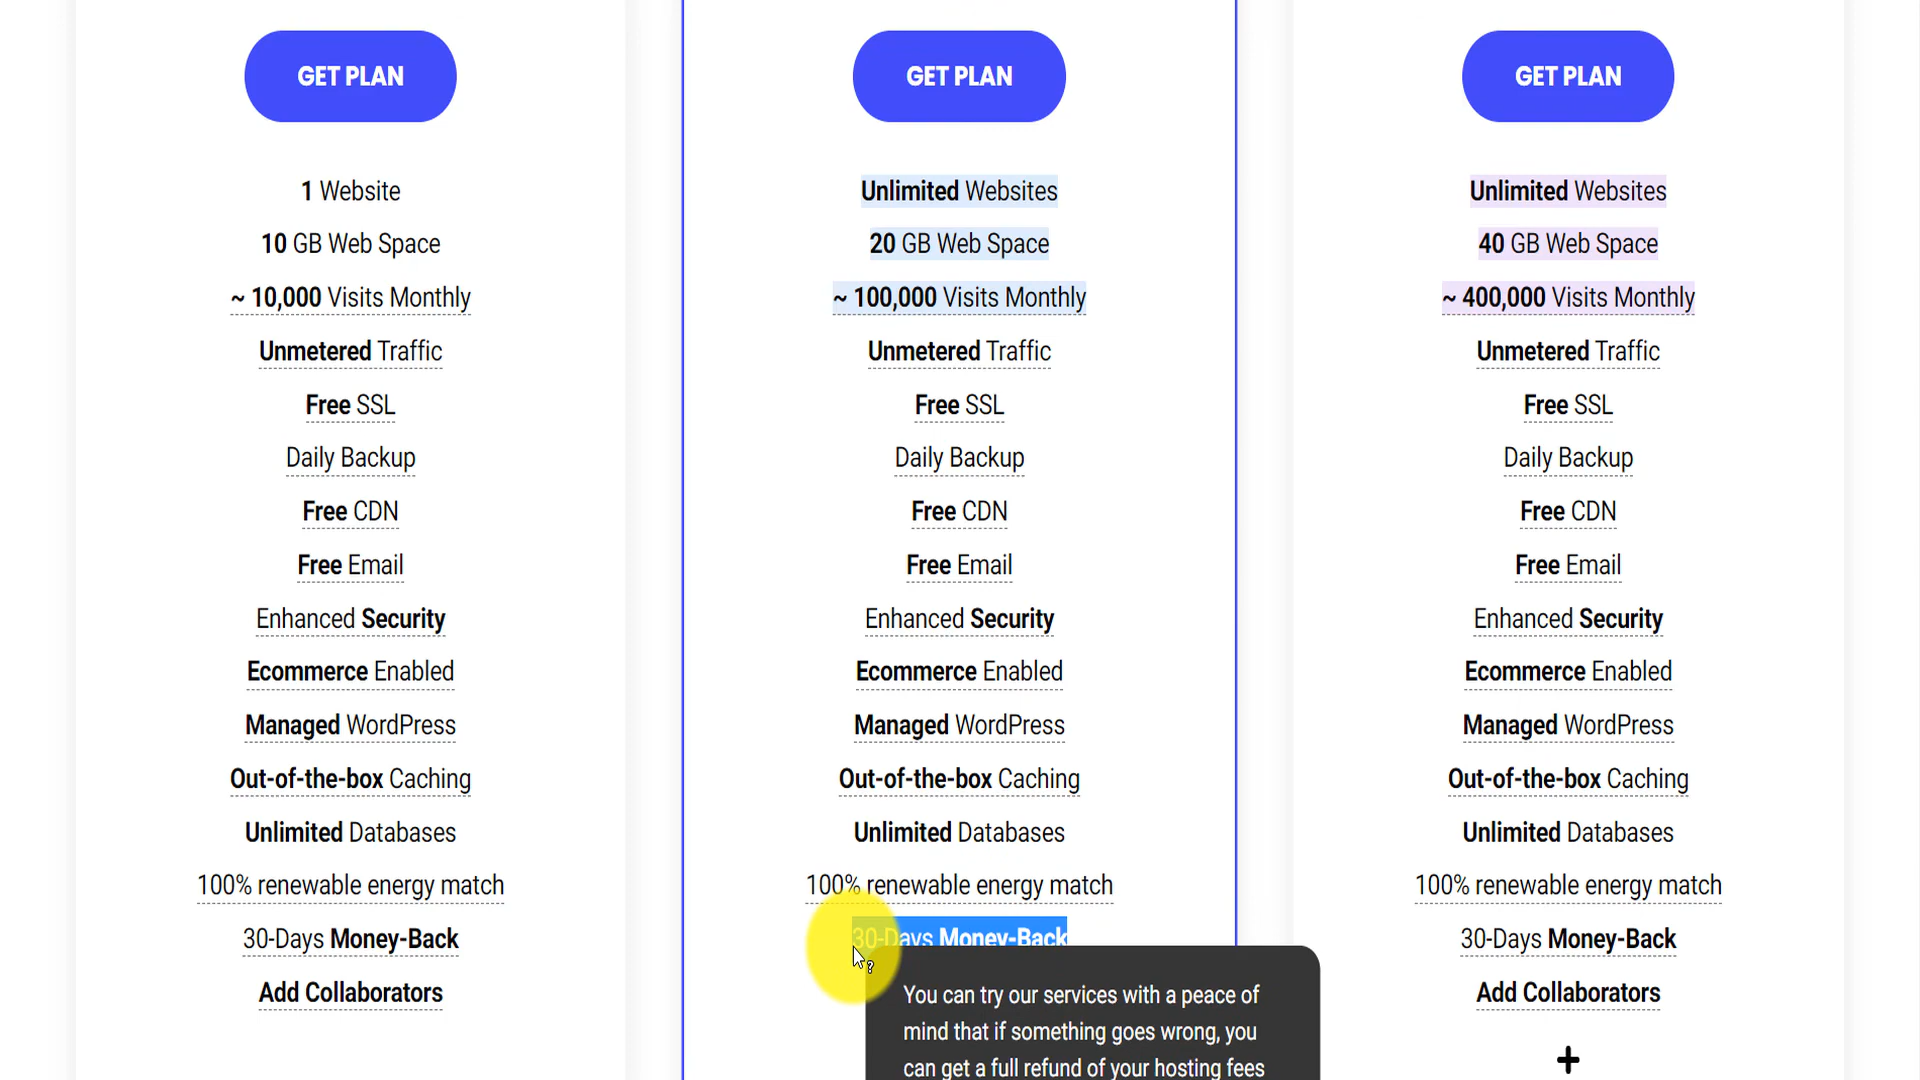 GET PLAN
1 Website
10 GB Web Space
~ 10,000 Visits Monthly
Unmetered Traffic
Free SSL
Daily Backup
Free CDN
Free Email
Enhanced Security
Ecommerce Enabled
Managed WordPress
Out-of-the-box Caching
Unlimited Databases
100% renewable energy match
30-Days Money-Back
Add Collaborators
GET PLAN
Unlimited Websites
20 GB Web Space
~ 100,000 Visits Monthly
Unmetered Traffic
Free SSL
Daily Backup
Free CDN
Free Email
Enhanced Security
Ecommerce Enabled
Managed WordPress
Out-of-the-box Caching
Unlimited Databases
100% renewable energy match
30-Days Money-Back
You can try our services with a peace of
mind that if something goes wrong, you
can get a full refund of your hosting fees
GET PLAN
Unlimited Websites
40 GB Web Space
~ 400,000 Visits Monthly
Unmetered Traffic
Free SSL
Daily Backup
Free CDN
Free Email
Enhanced Security
Ecommerce Enabled
Managed WordPress
Out-of-the-box Caching
Unlimited Databases
100% renewable energy match
30-Days Money-Back
Add Collaborators
+